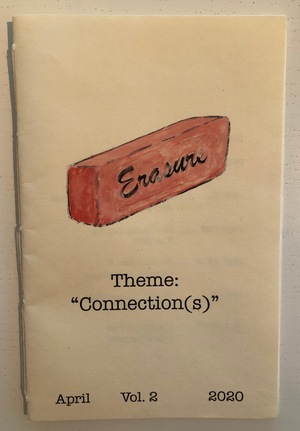 Erasure
Theme:
“Connection(s)”
April Vol. 2 2020